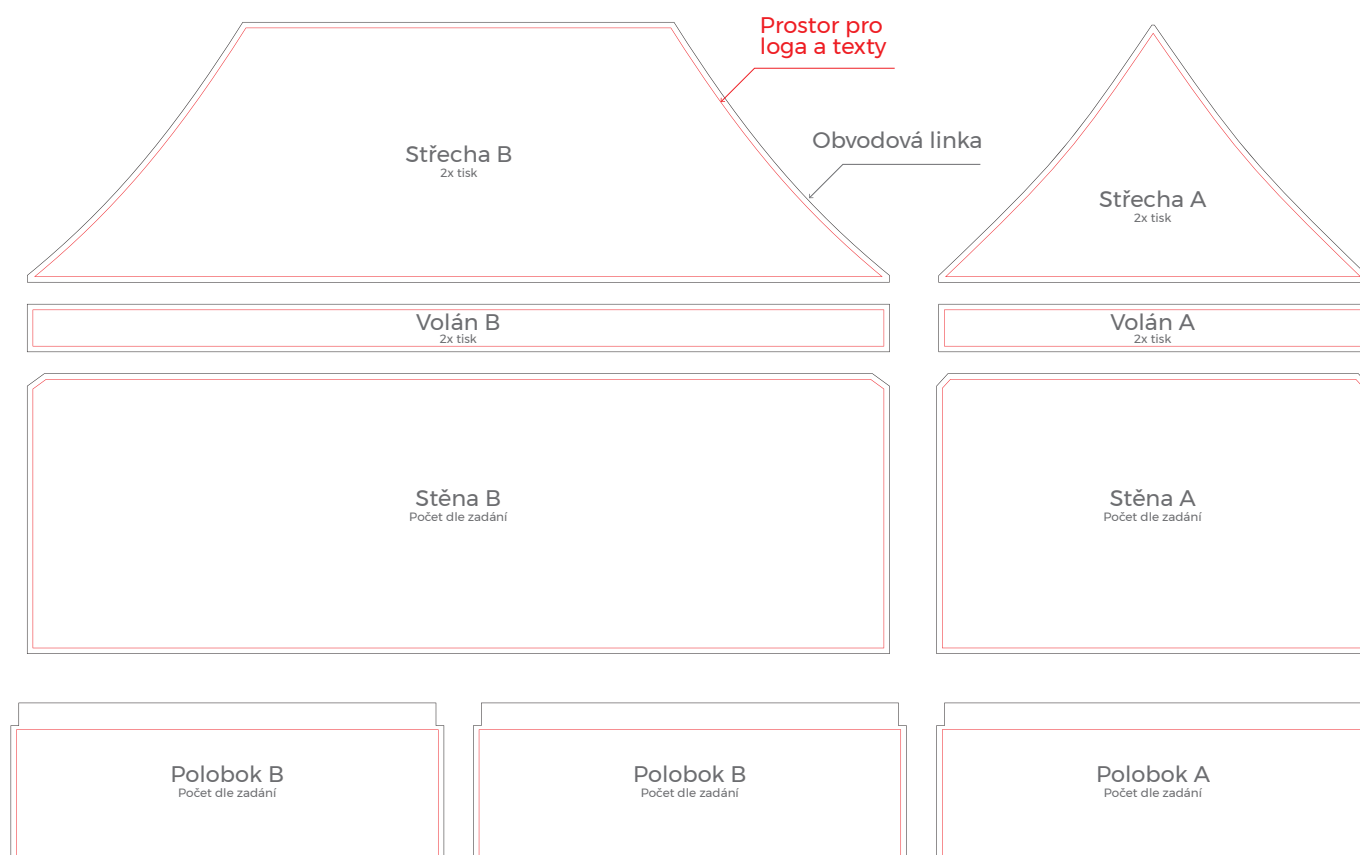 Prostor pro
loga a texty
Obvodová linka
Střecha B
2x tisk
Střecha A
2x tisk
Volán B
2x tisk
Volán A
2x tisk
Stěna B
Počet dle zadání
Stěna A
Počet dle zadání
Polobok B
Počet dle zadání
Polobok B
Počet dle zadání
Polobok A
Počet dle zadání